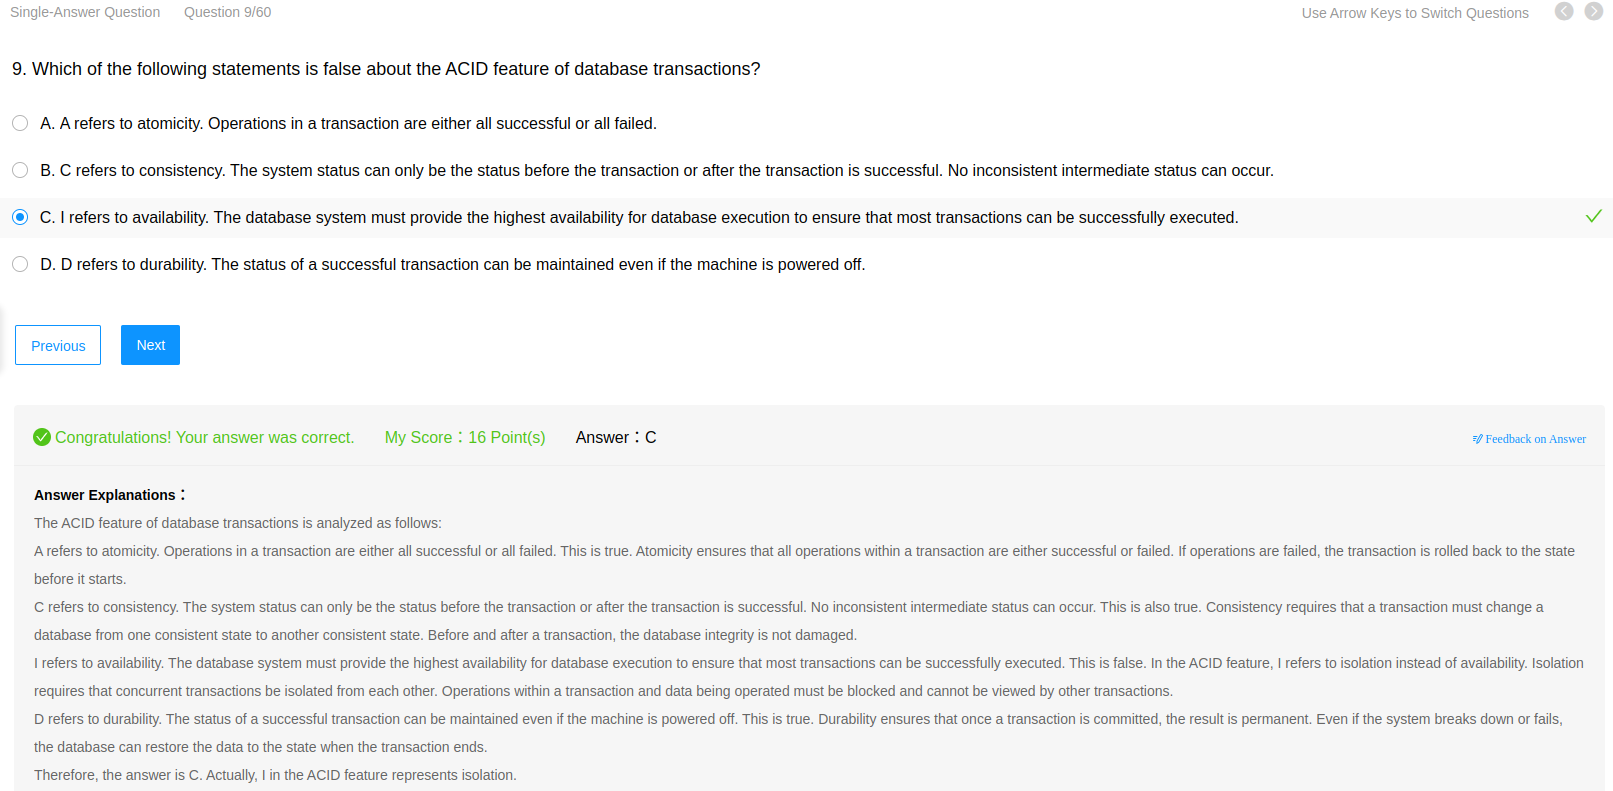 Single-Answer Question Question 9/60 Use Arrow Keys to Switch Questions
9. Which of the following statements is false about the ACID feature of database transactions?
A. A refers to atomicity. Operations in a transaction are either all successful or all failed.
B. C refers to consistency. The system status can only be the status before the transaction or after the transaction is successful. No inconsistent intermediate status can occur.
C. I refers to availability. The database system must provide the highest availability for database execution to ensure that most transactions can be successfully executed.
D. D refers to durability. The status of a successful transaction can be maintained even if the machine is powered off.
Previous Next
Congratulations! Your answer was correct. My Score：16 Point(s) Answer：C Feedback on Answer
Answer Explanations：
The ACID feature of database transactions is analyzed as follows:
A refers to atomicity. Operations in a transaction are either all successful or all failed. This is true. Atomicity ensures that all operations within a transaction are either successful or failed. If operations are failed, the transaction is rolled back to the state
before it starts.
C refers to consistency. The system status can only be the status before the transaction or after the transaction is successful. No inconsistent intermediate status can occur. This is also true. Consistency requires that a transaction must change a
database from one consistent state to another consistent state. Before and after a transaction, the database integrity is not damaged.
I refers to availability. The database system must provide the highest availability for database execution to ensure that most transactions can be successfully executed. This is false. In the ACID feature, I refers to isolation instead of availability. Isolation
requires that concurrent transactions be isolated from each other. Operations within a transaction and data being operated must be blocked and cannot be viewed by other transactions.
D refers to durability. The status of a successful transaction can be maintained even if the machine is powered off. This is true. Durability ensures that once a transaction is committed, the result is permanent. Even if the system breaks down or fails,
the database can restore the data to the state when the transaction ends.
Therefore, the answer is C. Actually, I in the ACID feature represents isolation.